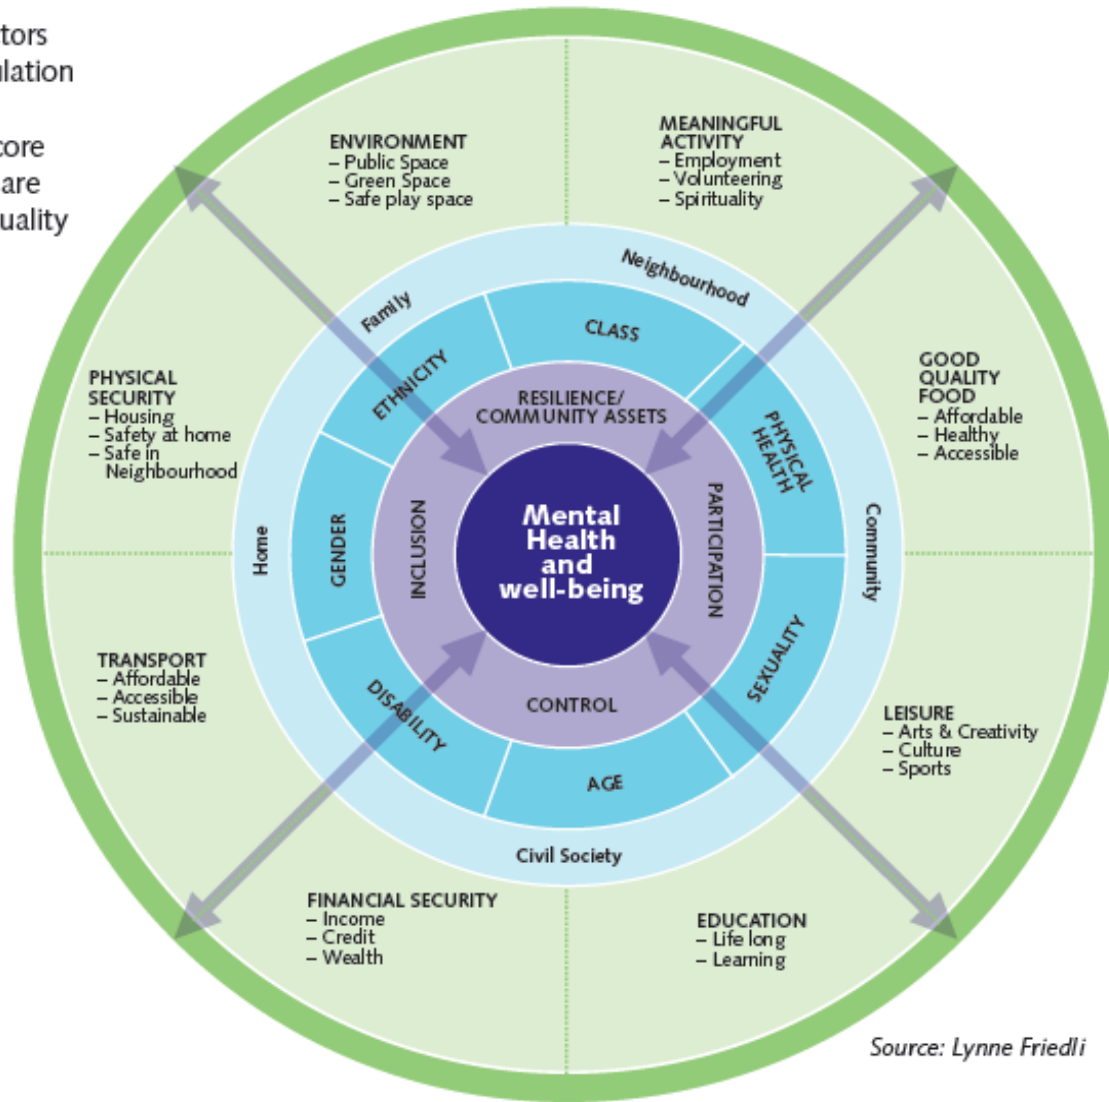 tors
ulation
core
are
uality
ENVIRONMENT
– Public Space
– Green Space
– Safe play space
MEANINGFUL
ACTIVITY
– Employment
– Volunteering
– Spirituality
PHYSICAL
SECURITY
– Housing
– Safety at home
– Safe in
Neighbourhood
GOOD
QUALITY
FOOD
– Affordable
– Healthy
– Accessible
TRANSPORT
– Affordable
– Accessible
– Sustainable
LEISURE
– Arts & Creativity
– Culture
– Sports
FINANCIAL SECURITY
– Income
– Credit
– Wealth
EDUCATION
– Life long
– Learning
Family
Neighbourhood
Home
Community
Civil Society
ETHNICITY
CLASS
PHYSICAL
HEALTH
GENDER
SEXUALITY
DISABILITY
AGE
RESILIENCE/
COMMUNITY ASSETS
INCLUSION
PARTICIPATION
CONTROL
Mental
Health
and
well-being
Source: Lynne Friedli